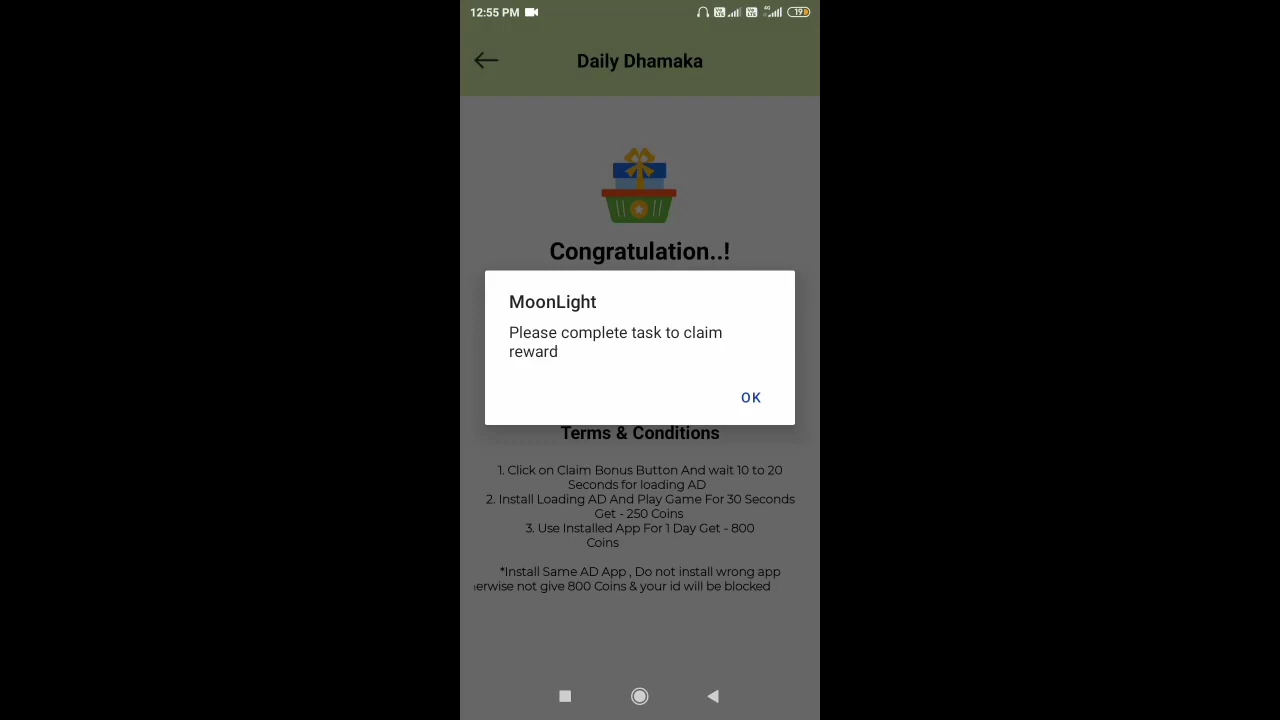 12:55 PM
19
Daily Dhamaka
Congratulation..!
MoonLight
Please complete task to claim
reward
OK
Terms & Conditions
1. Click on Claim Bonus Button And wait 10 to 20
Seconds for loading AD
2. Install Loading AD And Play Game For 30 Seconds
Get - 250 Coins
3. Use Installed App For 1 Day Get - 800
Coins
*Install Same AD App , Do not install wrong app
erwise not give 800 Coins & your id will be blocked